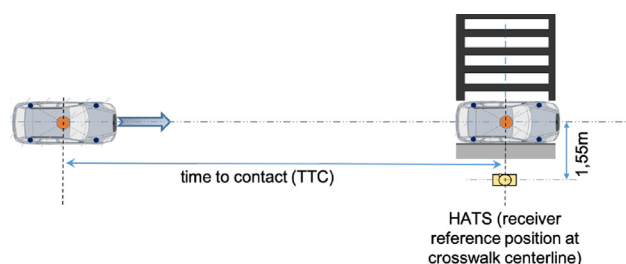 time to contact (TTC)
1,55m
HATS (receiver
reference position at
crosswalk centerline)